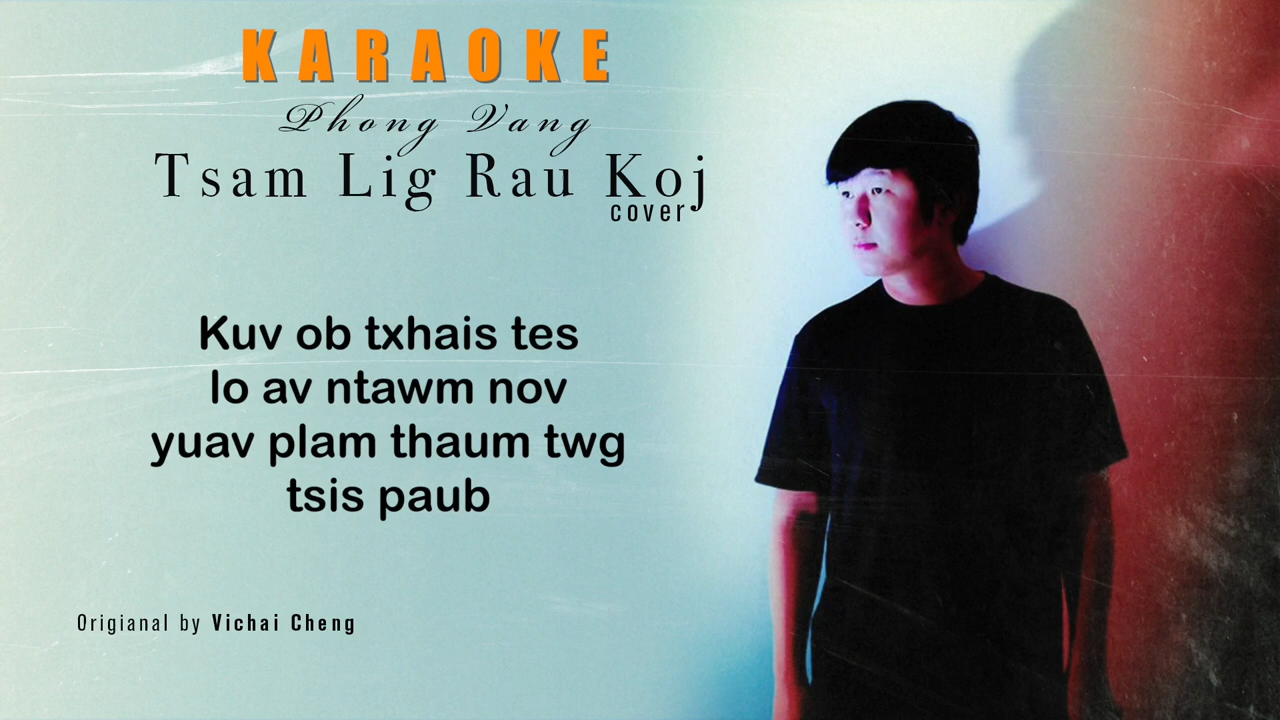 KARAOKE
Phong Vang
Tsam Lig Rau Koj
cover
Kuv ob txhais tes
lo av ntawm nov
yuav plam thaum twg
tsis paub
Origianal by Vichai Cheng